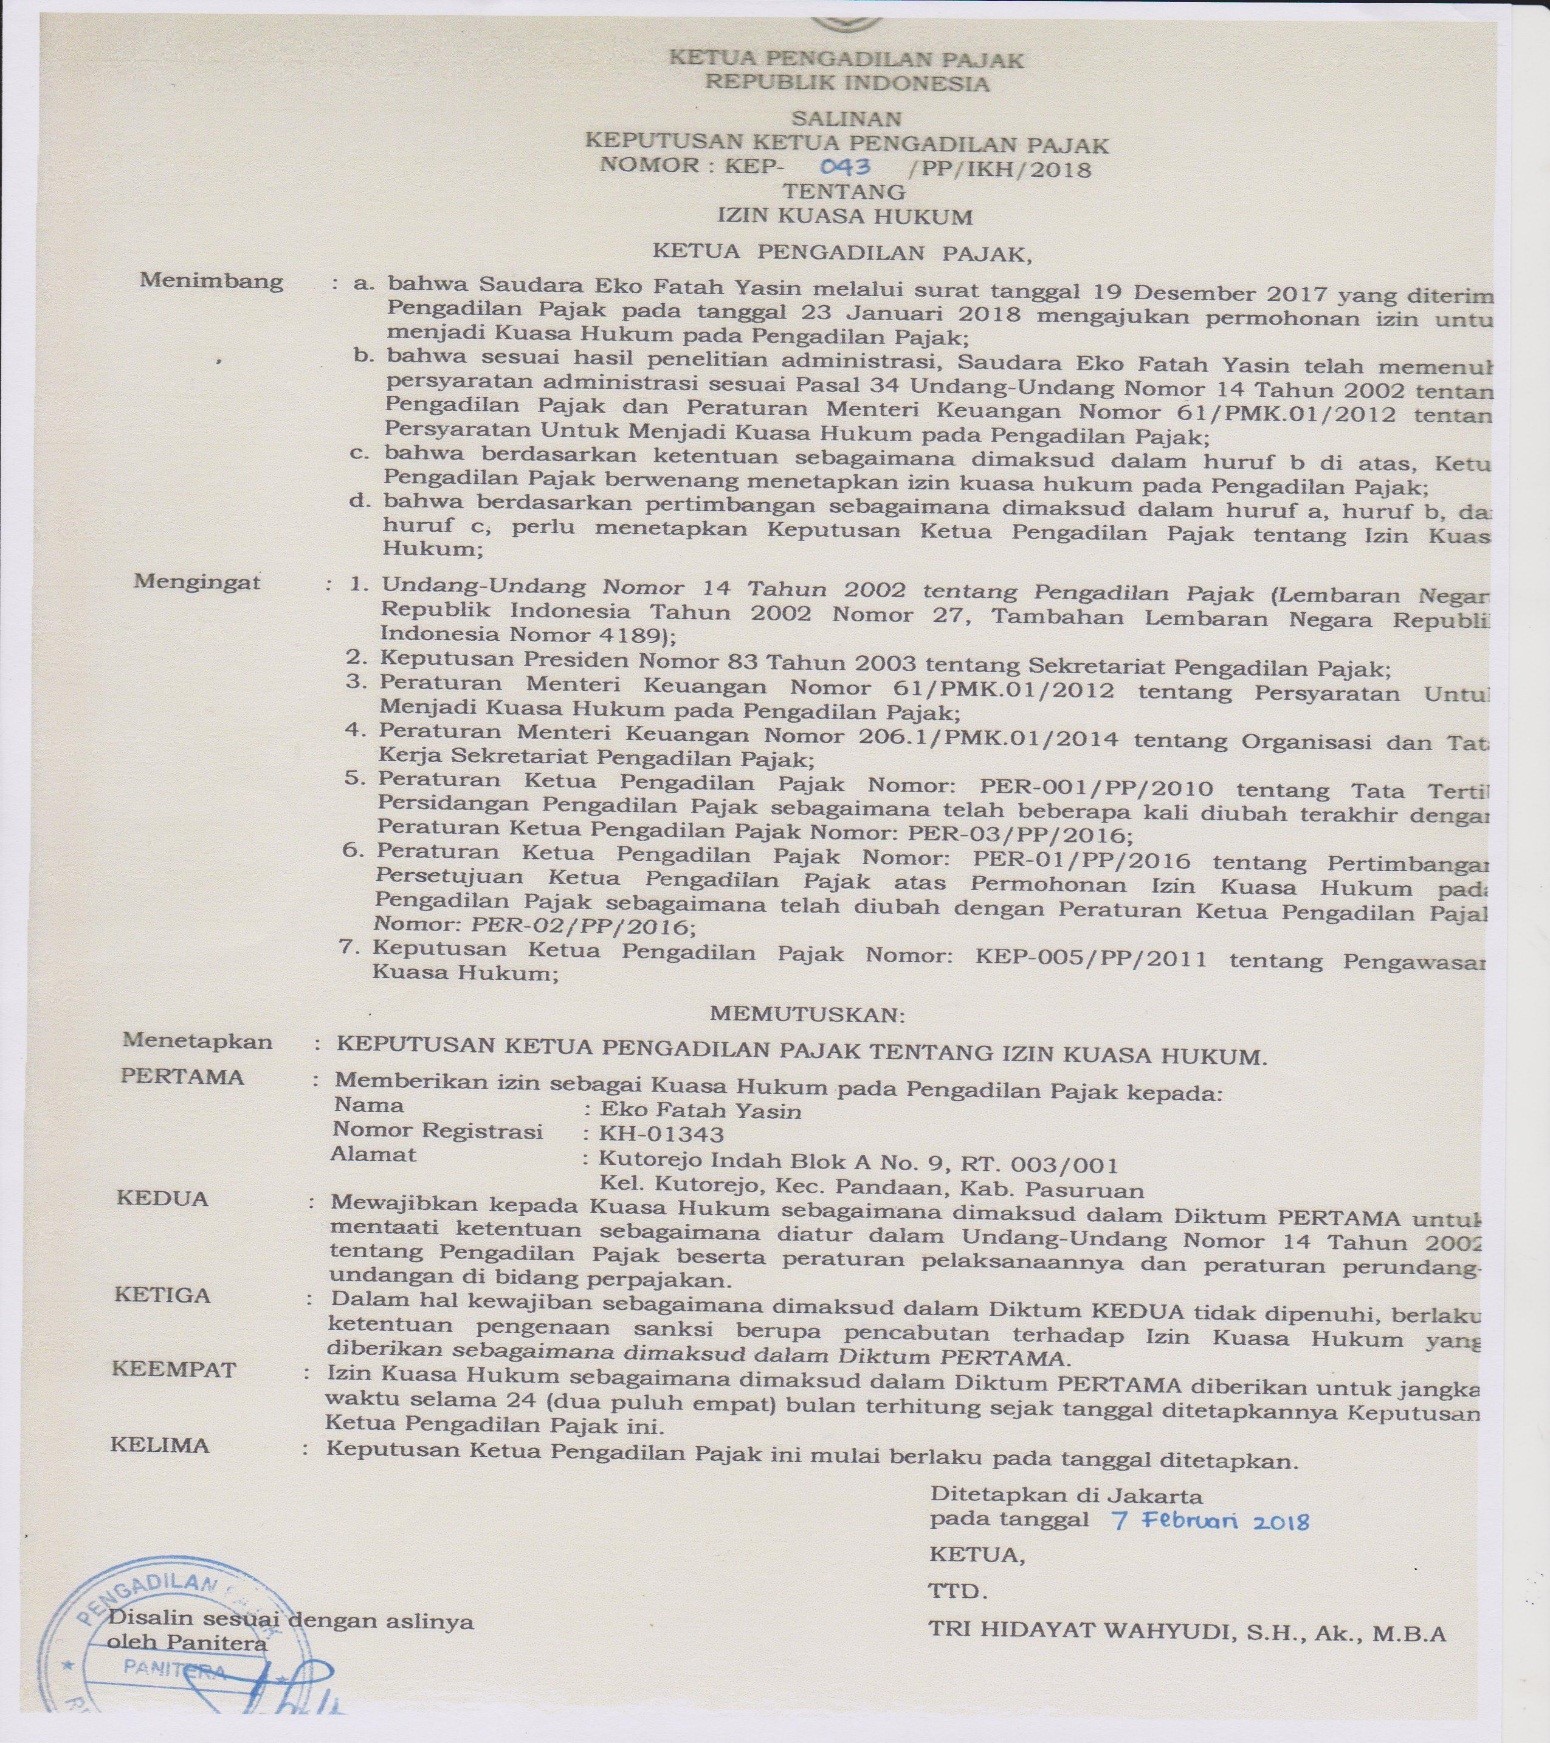 KETUA PENGADILAN PAJAK
REPUBLIK INDONESIA
SALINAN
KEPUTUSAN KETUA PENGADILAN PAJAK
NOMOR : KEP- 043 /PP/IKH/2018
TENTANG
IZIN KUASA HUKUM
KETUA PENGADILAN PAJAK,
Menimbang : a. bahwa Saudara Eko Fatah Yasin melalui surat tanggal 19 Desember 2017 yang diterim
Pengadilan Pajak pada tanggal 23 Januari 2018 mengajukan permohonan izin untu
menjadi Kuasa Hukum pada Pengadilan Pajak;
b. bahwa sesuai hasil penelitian administrasi, Saudara Eko Fatah Yasin telah memenuh
persyaratan administrasi sesuai Pasal 34 Undang-Undang Nomor 14 Tahun 2002 tentan
Pengadilan Pajak dan Peraturan Menteri Keuangan Nomor 61/PMK.01/2012 tentan
Persyaratan Untuk Menjadi Kuasa Hukum pada Pengadilan Pajak;
c. bahwa berdasarkan ketentuan sebagaimana dimaksud dalam huruf b di atas, Ketu
Pengadilan Pajak berwenang menetapkan izin kuasa hukum pada Pengadilan Pajak;
d. bahwa berdasarkan pertimbangan sebagaimana dimaksud dalam huruf a, huruf b, da
huruf c, perlu menetapkan Keputusan Ketua Pengadilan Pajak tentang Izin Kuas
Hukum;
Mengingat : 1. Undang-Undang Nomor 14 Tahun 2002 tentang Pengadilan Pajak (Lembaran Negar
Republik Indonesia Tahun 2002 Nomor 27, Tambahan Lembaran Negara Republi
Indonesia Nomor 4189);
2. Keputusan Presiden Nomor 83 Tahun 2003 tentang Sekretariat Pengadilan Pajak;
3. Peraturan Menteri Keuangan Nomor 61/PMK.01/2012 tentang Persyaratan Untu
Menjadi Kuasa Hukum pada Pengadilan Pajak;
4. Peraturan Menteri Keuangan Nomor 206.1/PMK.01/2014 tentang Organisasi dan Tat
Kerja Sekretariat Pengadilan Pajak;
5. Peraturan Ketua Pengadilan Pajak Nomor: PER-001/PP/2010 tentang Tata Terti
Persidangan Pengadilan Pajak sebagaimana telah beberapa kali diubah terakhir dengan
Peraturan Ketua Pengadilan Pajak Nomor: PER-03/PP/2016;
6. Peraturan Ketua Pengadilan Pajak Nomor: PER-01/PP/2016 tentang Pertimbangan
Persetujuan Ketua Pengadilan Pajak atas Permohonan Izin Kuasa Hukum pada
Pengadilan Pajak sebagaimana telah diubah dengan Peraturan Ketua Pengadilan Pajak
Nomor: PER-02/PP/2016;
7. Keputusan Ketua Pengadilan Pajak Nomor: KEP-005/PP/2011 tentang Pengawasan
Kuasa Hukum;
MEMUTUSKAN:
Menetapkan : KEPUTUSAN KETUA PENGADILAN PAJAK TENTANG IZIN KUASA HUKUM.
PERTAMA : Memberikan izin sebagai Kuasa Hukum pada Pengadilan Pajak kepada:
Nama : Eko Fatah Yasin
Nomor Registrasi : KH-01343
Alamat : Kutorejo Indah Blok A No. 9, RT. 003/001
Kel. Kutorejo, Kec. Pandaan, Kab. Pasuruan
KEDUA : Mewajibkan kepada Kuasa Hukum sebagaimana dimaksud dalam Diktum PERTAMA untuk
mentaati ketentuan sebagaimana diatur dalam Undang-Undang Nomor 14 Tahun 2002
tentang Pengadilan Pajak beserta peraturan pelaksanaannya dan peraturan perundang-
undangan di bidang perpajakan.
KETIGA : Dalam hal kewajiban sebagaimana dimaksud dalam Diktum KEDUA tidak dipenuhi, berlaku
ketentuan pengenaan sanksi berupa pencabutan terhadap Izin Kuasa Hukum yang
diberikan sebagaimana dimaksud dalam Diktum PERTAMA.
KEEMPAT : Izin Kuasa Hukum sebagaimana dimaksud dalam Diktum PERTAMA diberikan untuk jangka
waktu selama 24 (dua puluh empat) bulan terhitung sejak tanggal ditetapkannya Keputusan
Ketua Pengadilan Pajak ini.
KELIMA : Keputusan Ketua Pengadilan Pajak ini mulai berlaku pada tanggal ditetapkan.
Ditetapkan di Jakarta
pada tanggal 7 Februari 2018
KETUA,
TTD.
TRI HIDAYAT WAHYUDI, S.H., Ak., M.B.A
Disalin sesuai dengan aslinya
oleh Panitera
PENGADILAN
PANITERA